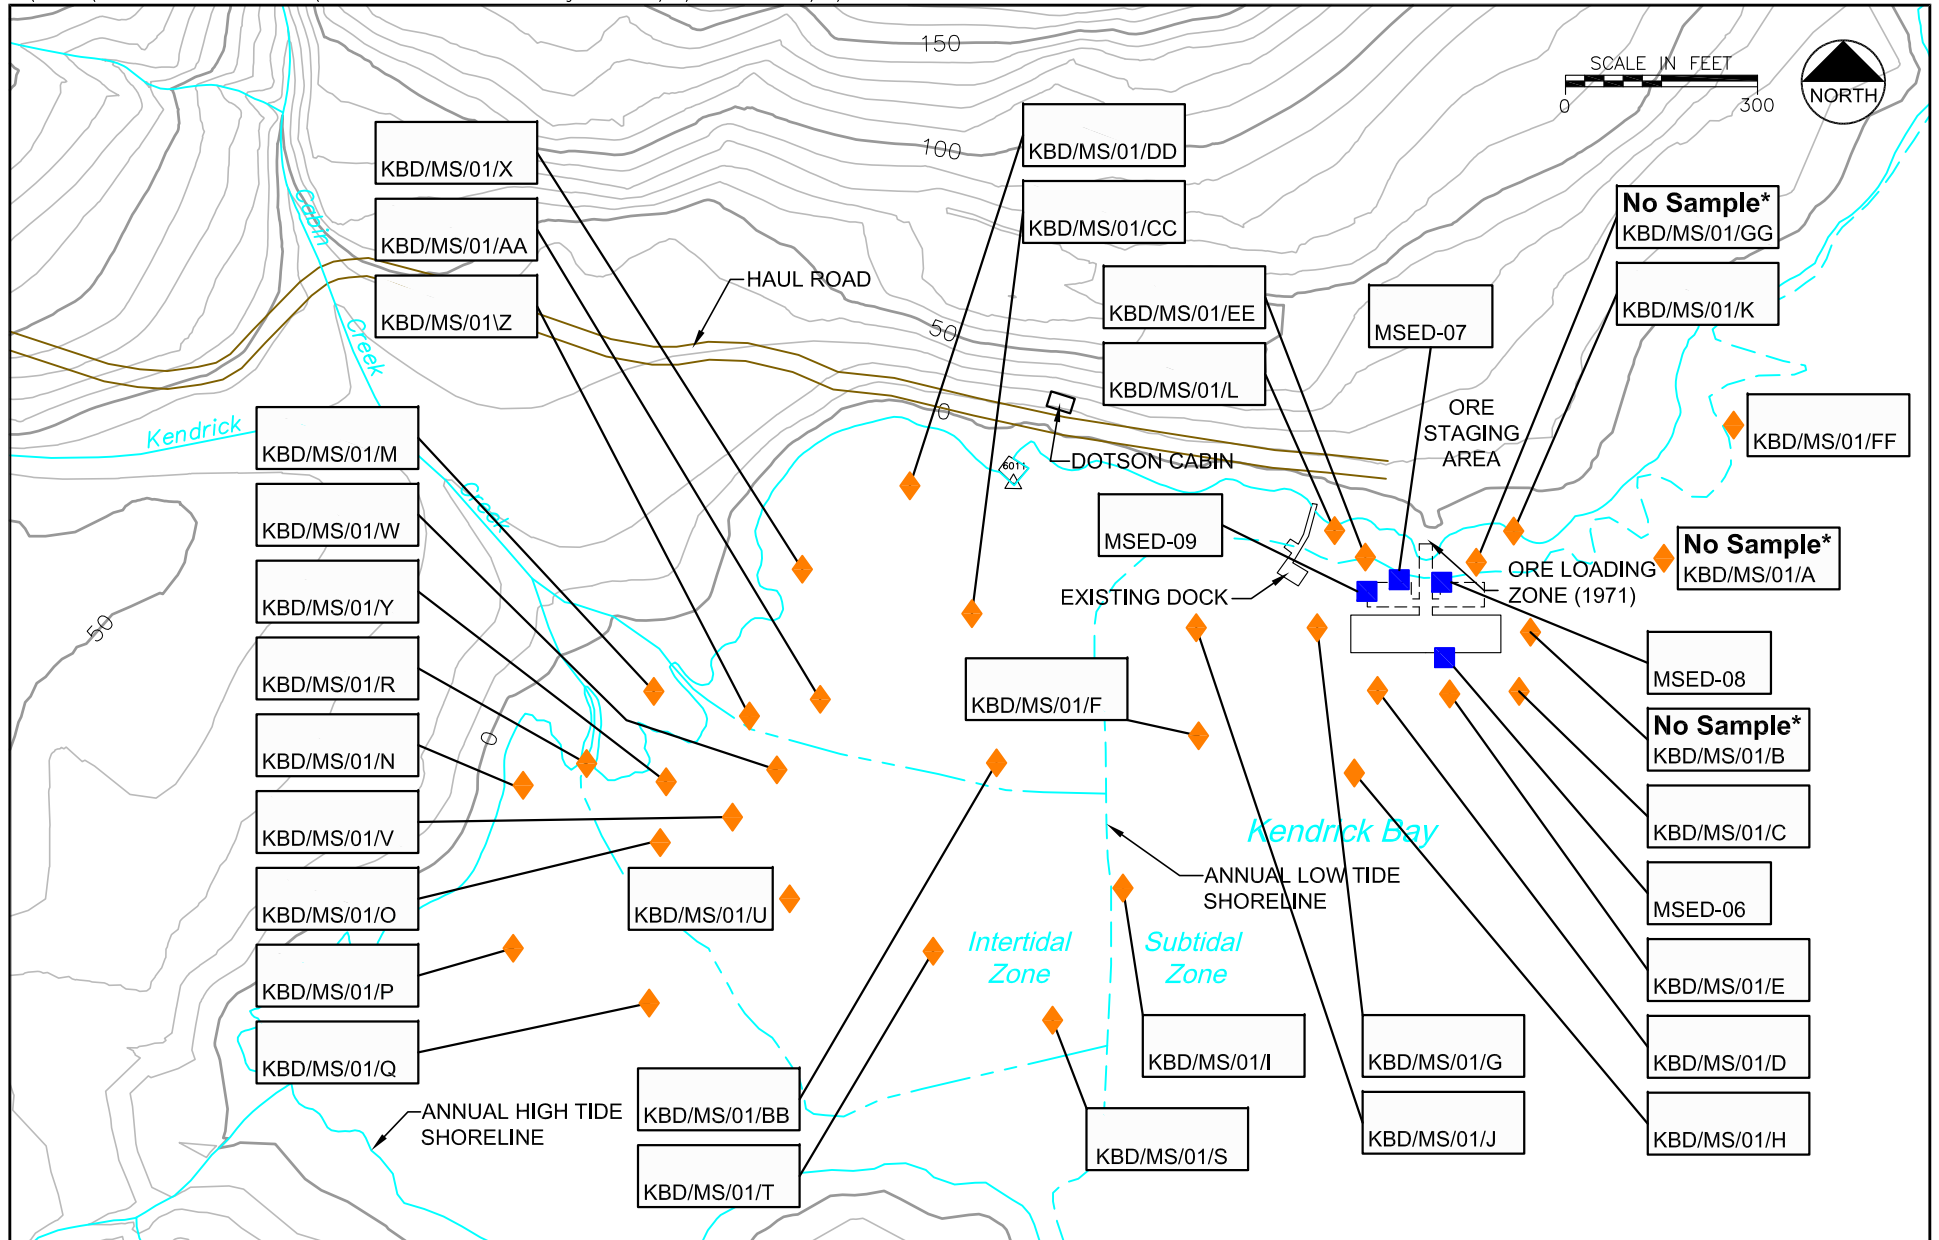 150
SCALE IN FEET
0
300
NORTH
KBD/MS/01/X
KBD/MS/01/DD
100
KBD/MS/01/AA
KBD/MS/01/CC
No Sample*
KBD/MS/01/GG
Cabin
Creek
KBD/MS/01\Z
HAUL ROAD
KBD/MS/01/EE
MSED-07
KBD/MS/01/K
50
KBD/MS/01/L
0
ORE
STAGING
AREA
KBD/MS/01/FF
Kendrick
Creek
KBD/MS/01/M
6011
DOTSON CABIN
KBD/MS/01/W
MSED-09
No Sample*
KBD/MS/01/A
ORE LOADING
ZONE (1971)
EXISTING DOCK
50
KBD/MS/01/Y
KBD/MS/01/R
KBD/MS/01/F
MSED-08
0
KBD/MS/01/N
No Sample*
KBD/MS/01/B
KBD/MS/01/V
Kendrick Bay
KBD/MS/01/C
ANNUAL LOW TIDE
SHORELINE
KBD/MS/01/O
KBD/MS/01/U
MSED-06
Intertidal
Zone
Subtidal
Zone
KBD/MS/01/P
KBD/MS/01/E
KBD/MS/01/Q
KBD/MS/01/I
KBD/MS/01/G
KBD/MS/01/D
ANNUAL HIGH TIDE
SHORELINE
KBD/MS/01/BB
KBD/MS/01/S
KBD/MS/01/J
KBD/MS/01/H
KBD/MS/01/T